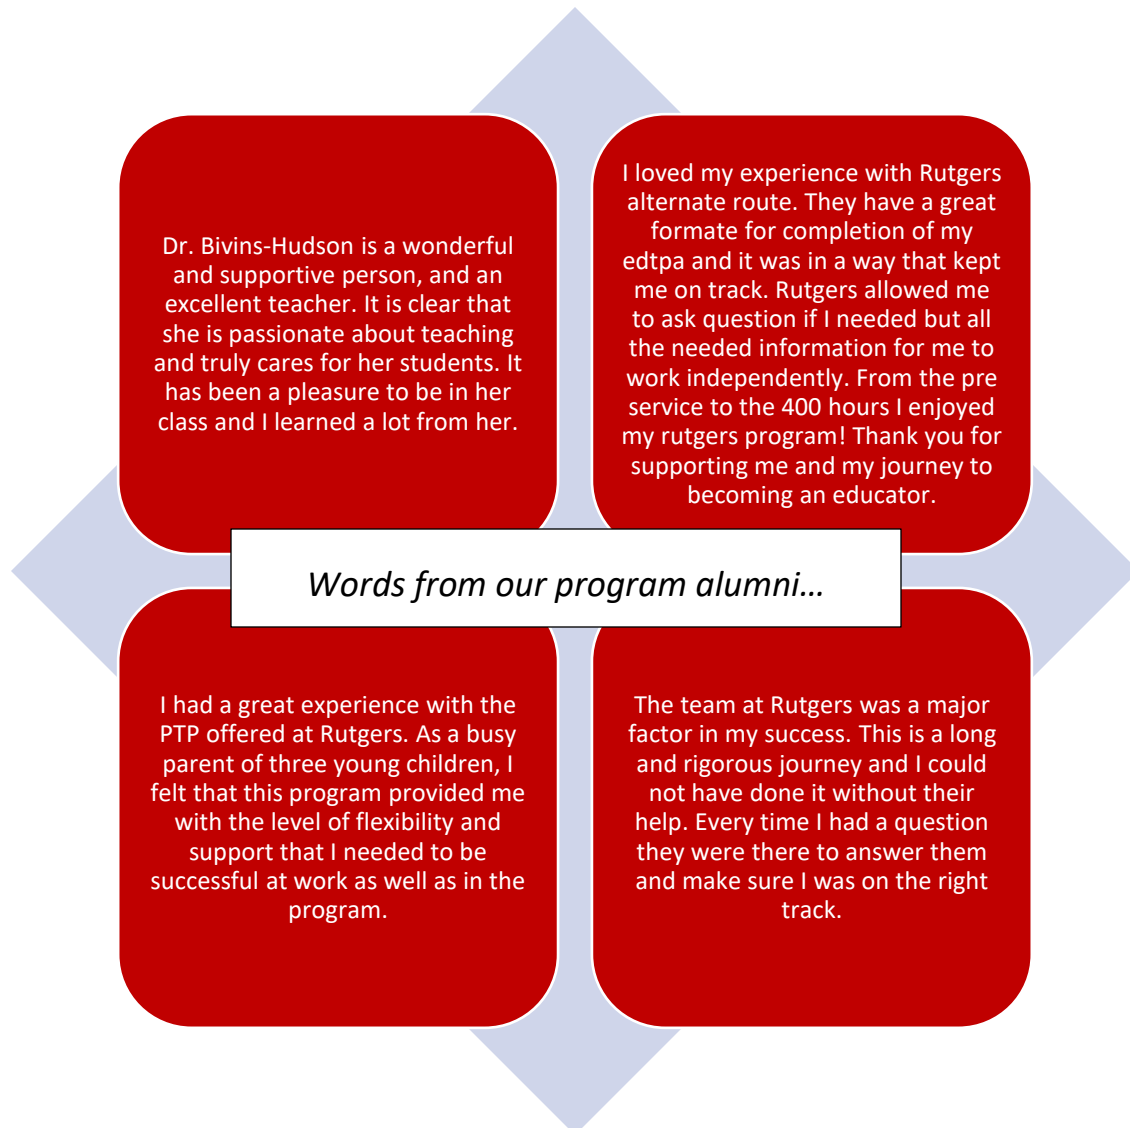 Dr. Bivins-Hudson is a wonderful
and supportive person, and an
excellent teacher. It is clear that
she is passionate about teaching
and truly cares for her students. It
has been a pleasure to be in her
class and I learned a lot from her.
I loved my experience with Rutgers
alternate route. They have a great
formate for completion of my
edtpa and it was in a way that kept
me on track. Rutgers allowed me
to ask question if I needed but all
the needed information for me to
work independently. From the pre
service to the 400 hours I enjoyed
my rutgers program! Thank you for
supporting me and my journey to
becoming an educator.
Words from our program alumni…
I had a great experience with the
PTP offered at Rutgers. As a busy
parent of three young children, I
felt that this program provided me
with the level of flexibility and
support that I needed to be
successful at work as well as in the
program.
The team at Rutgers was a major
factor in my success. This is a long
and rigorous journey and I could
not have done it without their
help. Every time I had a question
they were there to answer them
and make sure I was on the right
track.